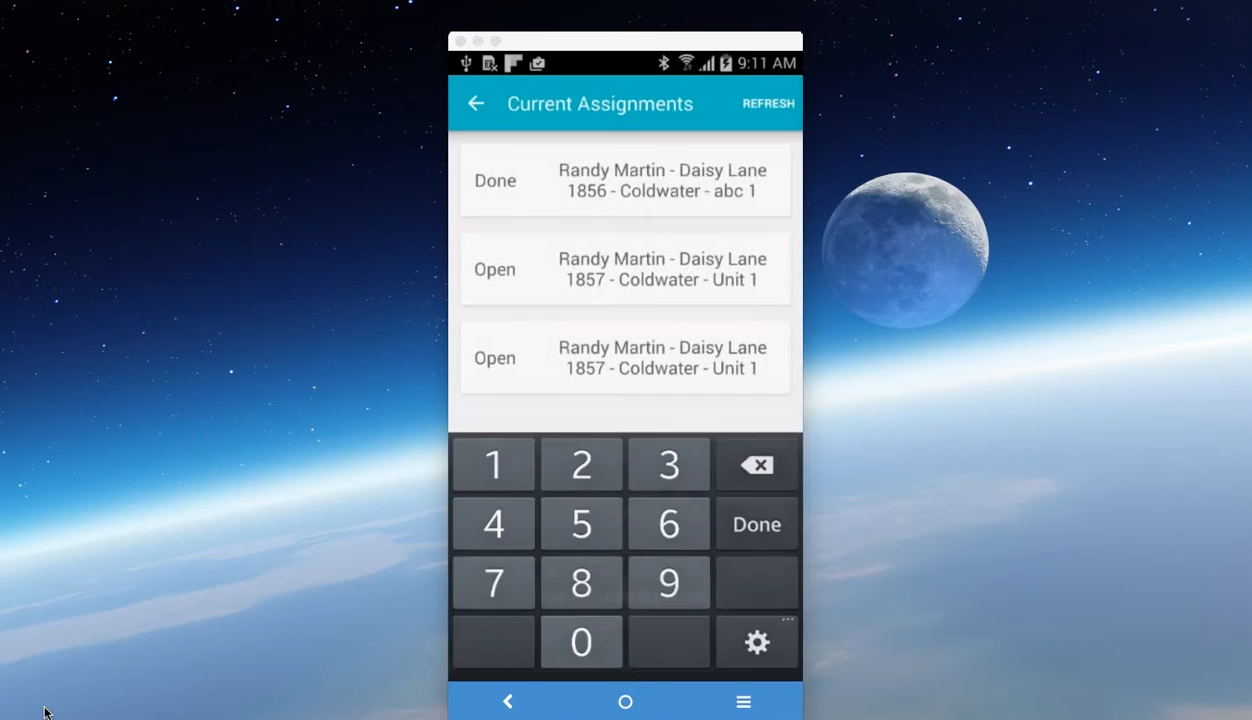 9:11 AM
Current Assignments
REFRESH
Done
Randy Martin - Daisy Lane
1856 - Coldwater - abc 1
Open
Randy Martin - Daisy Lane
1857 - Coldwater - Unit 1
Open
Randy Martin - Daisy Lane
1857 - Coldwater - Unit 1
1 2 3
4 5 6 Done
7 8 9
0